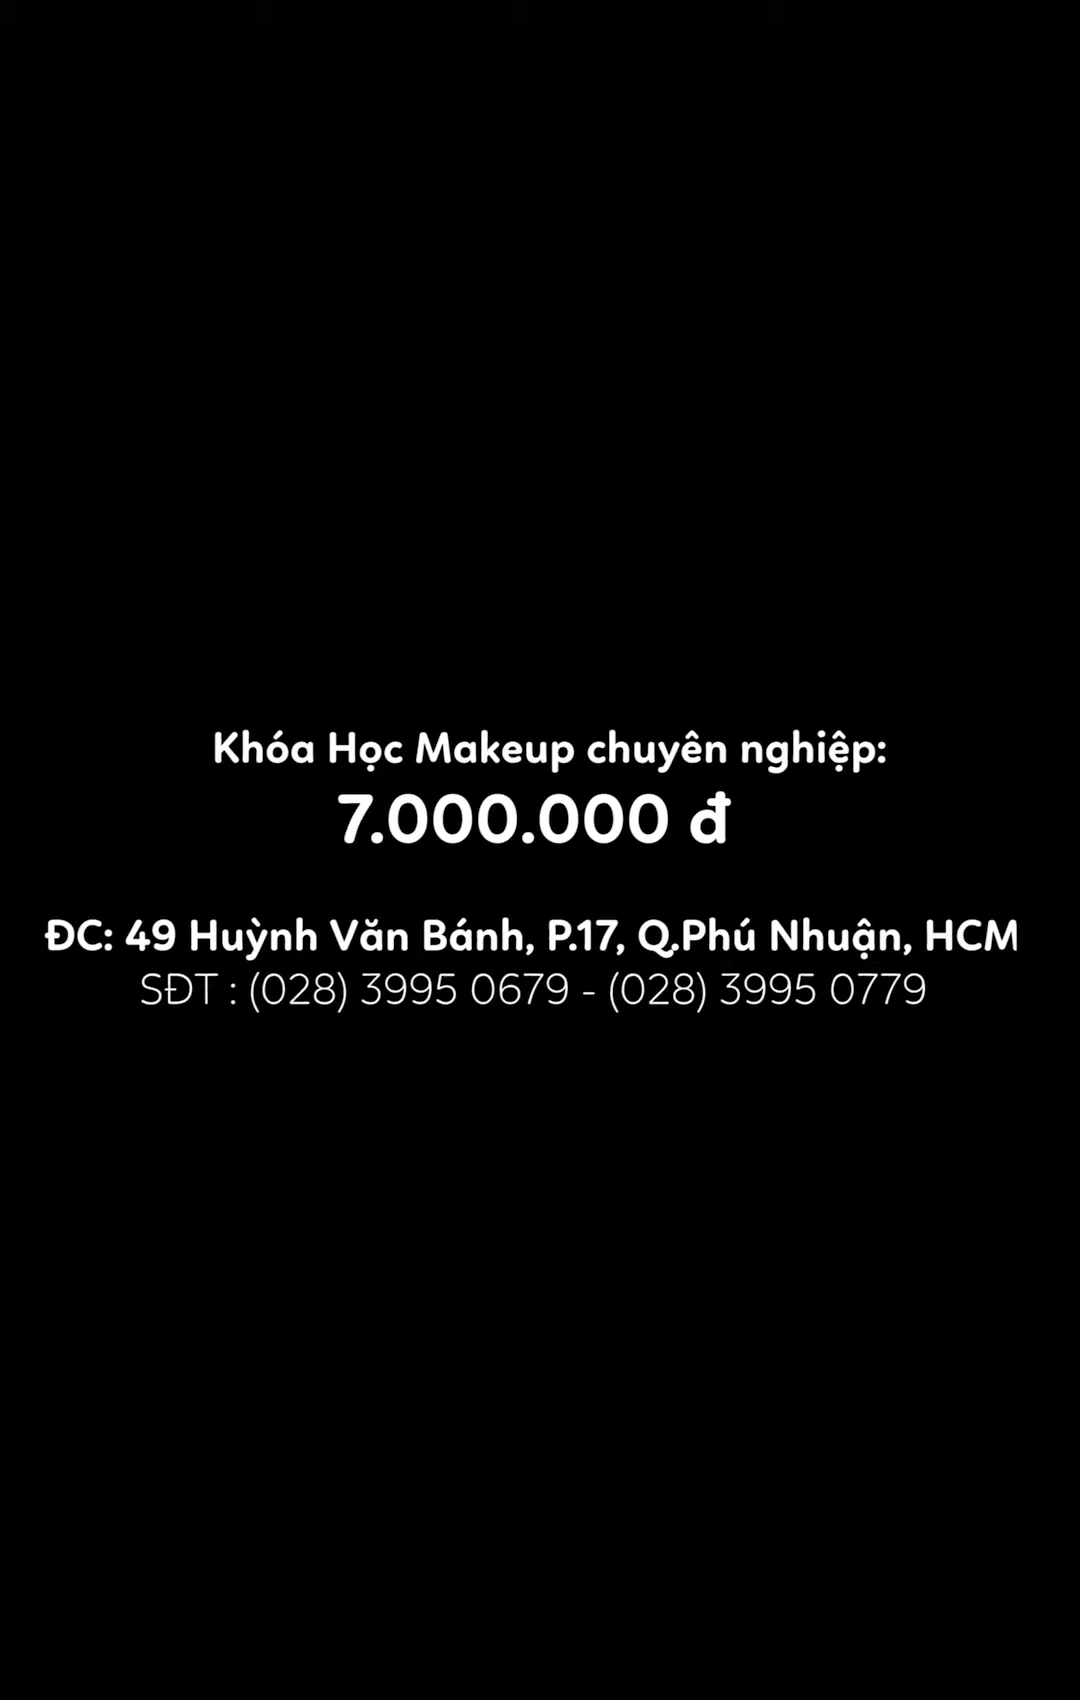 Khóa Học Makeup chuyên nghiệp:
7.000.000 đ
ĐC: 49 Huỳnh Văn Bánh, P.17, Q.Phú Nhuận, HCM
SĐT : (028) 3995 0679 - (028) 3995 0779